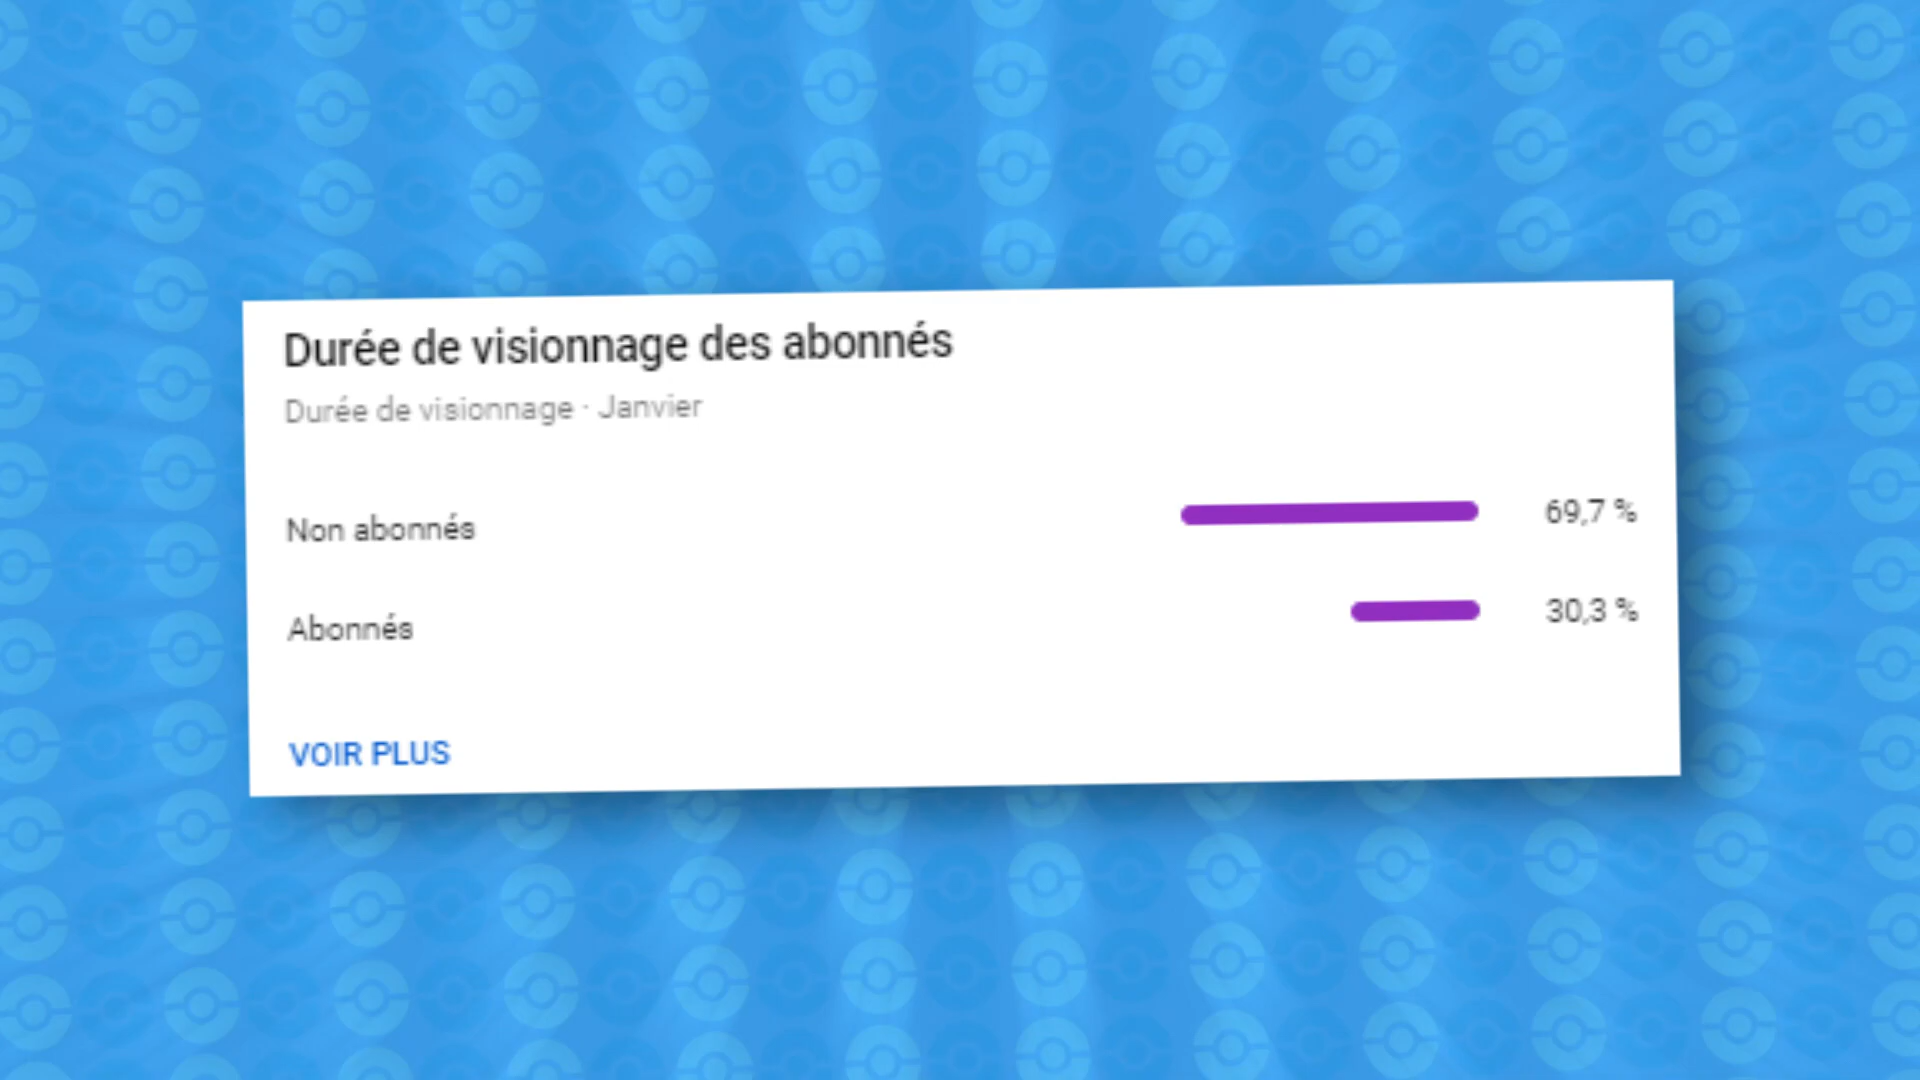 Durée de visionnage des abonnés
Durée de visionnage · Janvier
Non abonnés 69,7 %
Abonnés 30,3 %
VOIR PLUS